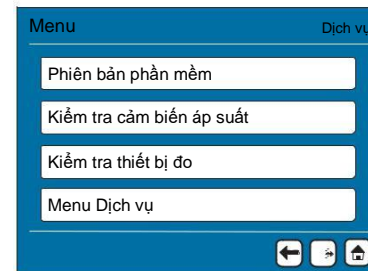 Menu
Dịch vụ
Phiên bản phần mềm
Kiểm tra cảm biến áp suất
Kiểm tra thiết bị đo
Menu Dịch vụ